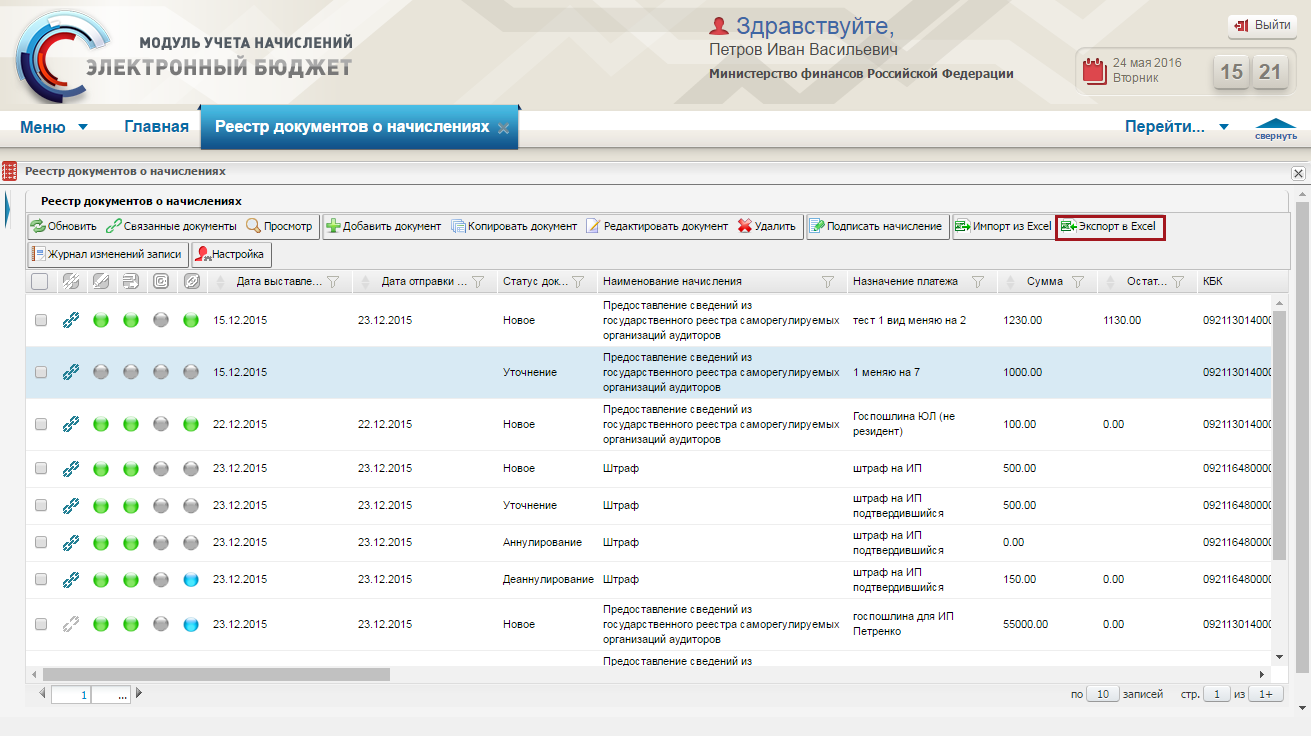 МОДУЛЬ УЧЕТА НАЧИСЛЕНИЙ
ЭЛЕКТРОННЫЙ БЮДЖЕТ
Здравствуйте,
Петров Иван Васильевич
Министерство финансов Российской Федерации
Выйти
24 мая 2016
Вторник
15 21
Меню Главная Реестр документов о начислениях Перейти... свернуть
Реестр документов о начислениях
Реестр документов о начислениях
Обновить Связанные документы Просмотр Добавить документ Копировать документ Редактировать документ Удалить Подписать начисление Импорт из Excel Экспорт в Excel
Журнал изменений записи Настройка
Дата выставле... Дата отправки ... Статус док... Наименование начисления Назначение платежа Сумма Остат... КБК
Предоставление сведений из
15.12.2015 23.12.2015 Новое государственного реестра саморегулируемых тест 1 вид меняю на 2 1230.00 1130.00 092113014000
организаций аудиторов
Предоставление сведений из
15.12.2015 Уточнение государственного реестра саморегулируемых 1 меняю на 7 1000.00 092113014000
организаций аудиторов
Предоставление сведений из
22.12.2015 22.12.2015 Новое государственного реестра саморегулируемых Госпошлина ЮЛ (не 100.00 0.00 092113014000
организаций аудиторов резидент)
23.12.2015 23.12.2015 Новое Штраф штраф на ИП 500.00 092116480000
23.12.2015 23.12.2015 Уточнение Штраф штраф на ИП 500.00 092116480000
подтвердившийся
23.12.2015 23.12.2015 Аннулирование Штраф штраф на ИП 0.00 092116480000
подтвердившийся
23.12.2015 23.12.2015 Деаннулирование Штраф штраф на ИП 150.00 0.00 092116480000
подтвердившийся
Предоставление сведений из
23.12.2015 23.12.2015 Новое государственного реестра саморегулируемых госпошлина для ИП 55000.00 0.00 092113014000
организаций аудиторов Петренко
Предоставление сведений из
1 ... по 10 записей стр. 1 из 1+